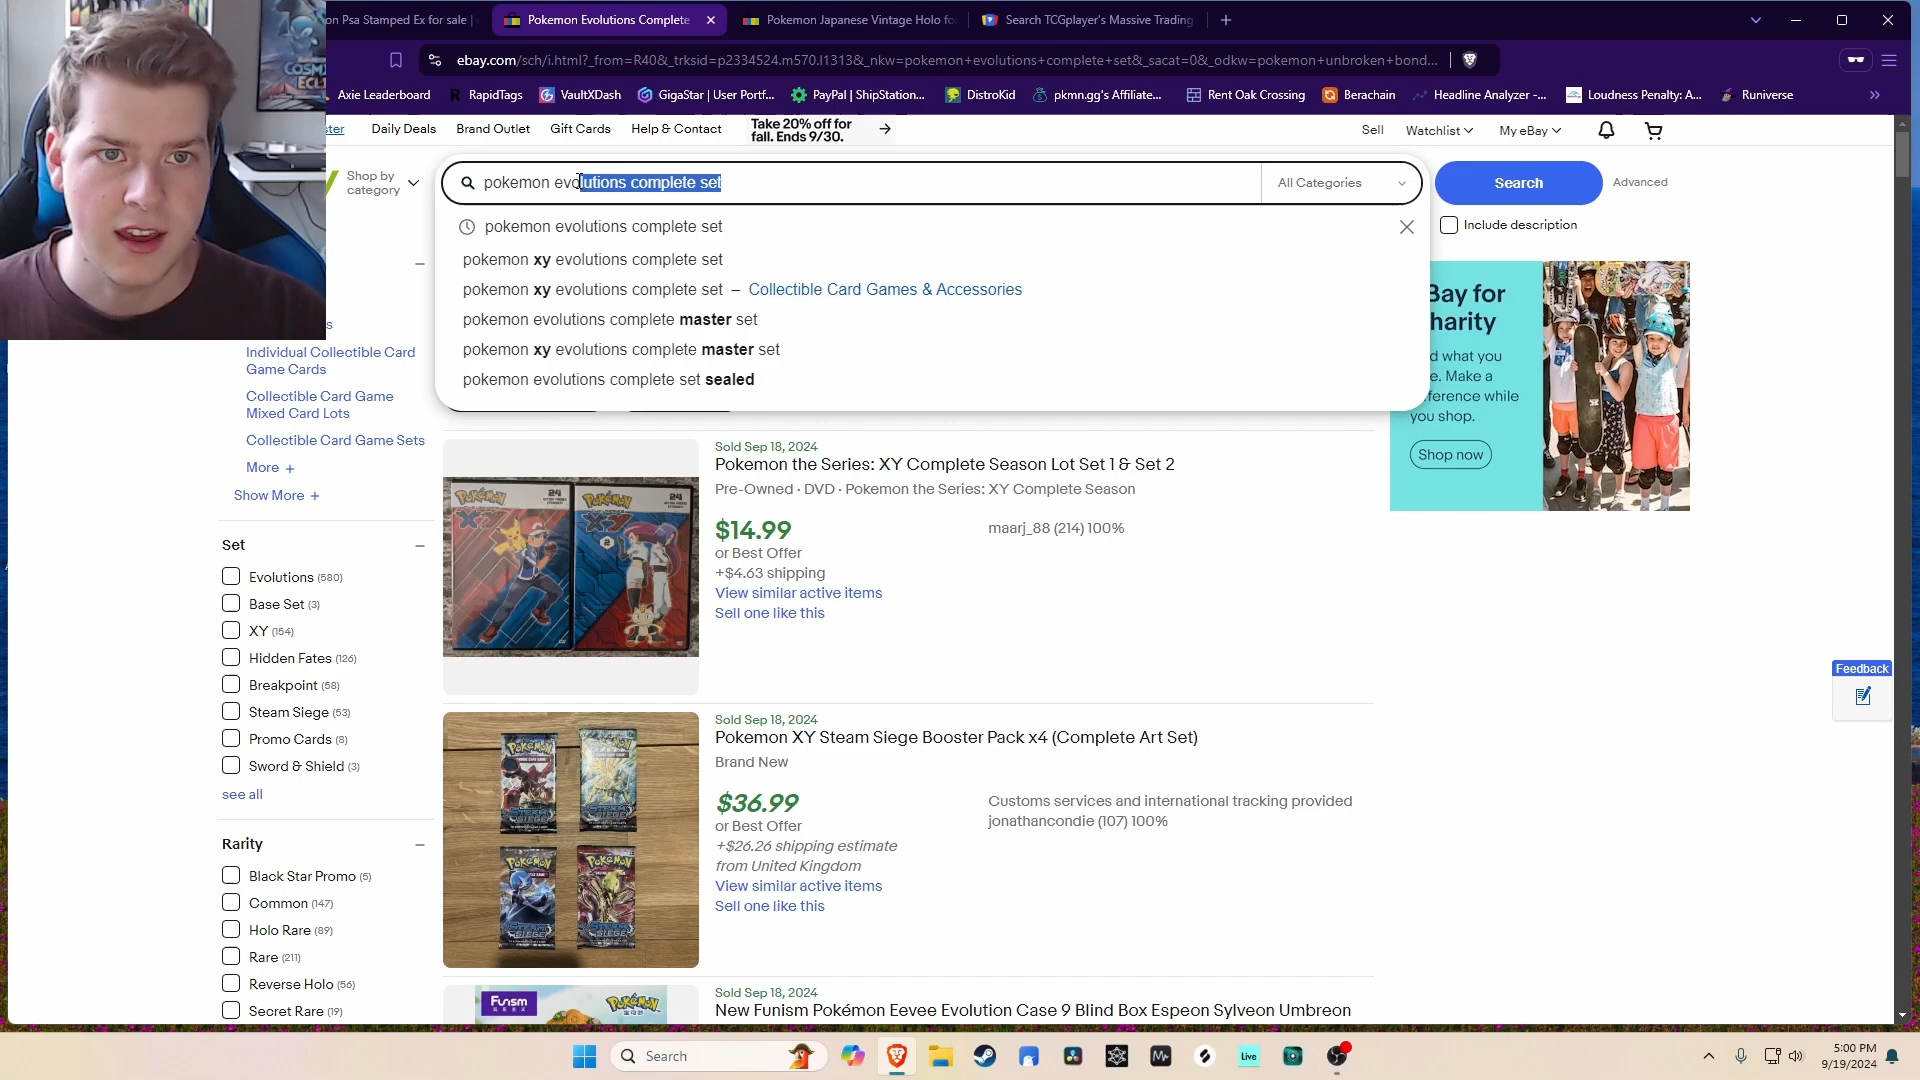 on Psa Stamped Ex for sale |
Pokemon Evolutions Complete
Pokemon Japanese Vintage Holo fo
Search TCGplayer's Massive Trading
ebay.com/sch/i.html?_from=R40&_trksid=p2334524.m570.l1313&_nkw=pokemon+evolutions+complete+set&_sacat=0&_odkw=pokemon+unbroken+bond...
Axie Leaderboard
RapidTags
VaultXDash
GigaStar | User Portf...
PayPal | ShipStation...
DistroKid
pkmn.gg's Affiliate...
Rent Oak Crossing
Berachain
Headline Analyzer -...
Loudness Penalty: A...
Runiverse
ster
Daily Deals
Brand Outlet
Gift Cards
Help & Contact
Take 20% off for
fall. Ends 9/30.
Sell
Watchlist
My eBay
Shop by
category
pokemon evolutions complete set
All Categories
Search
Advanced
Include description
pokemon evolutions complete set
pokemon xy evolutions complete set
pokemon xy evolutions complete set – Collectible Card Games & Accessories
pokemon evolutions complete master set
pokemon xy evolutions complete master set
pokemon evolutions complete set sealed
s
Individual Collectible Card
Game Cards
Collectible Card Game
Mixed Card Lots
Collectible Card Game Sets
More +
Show More +
Set
Evolutions (580)
Base Set (3)
XY (154)
Hidden Fates (126)
Breakpoint (58)
Steam Siege (53)
Promo Cards (8)
Sword & Shield (3)
see all
Rarity
Black Star Promo (5)
Common (147)
Holo Rare (89)
Rare (211)
Reverse Holo (56)
Secret Rare (19)
Sold Sep 18, 2024
Pokemon the Series: XY Complete Season Lot Set 1 & Set 2
Pre-Owned · DVD · Pokemon the Series: XY Complete Season
$14.99
or Best Offer
+$4.63 shipping
View similar active items
Sell one like this
maarj_88 (214) 100%
Sold Sep 18, 2024
Pokemon XY Steam Siege Booster Pack x4 (Complete Art Set)
Brand New
$36.99
or Best Offer
+$26.26 shipping estimate
from United Kingdom
View similar active items
Sell one like this
Customs services and international tracking provided
jonathancondie (107) 100%
Sold Sep 18, 2024
New Funism Pokémon Eevee Evolution Case 9 Blind Box Espeon Sylveon Umbreon
Bay for
harity
d what you
e. Make a
ference while
you shop.
Shop now
Feedback
Search
Live
5:00 PM
9/19/2024